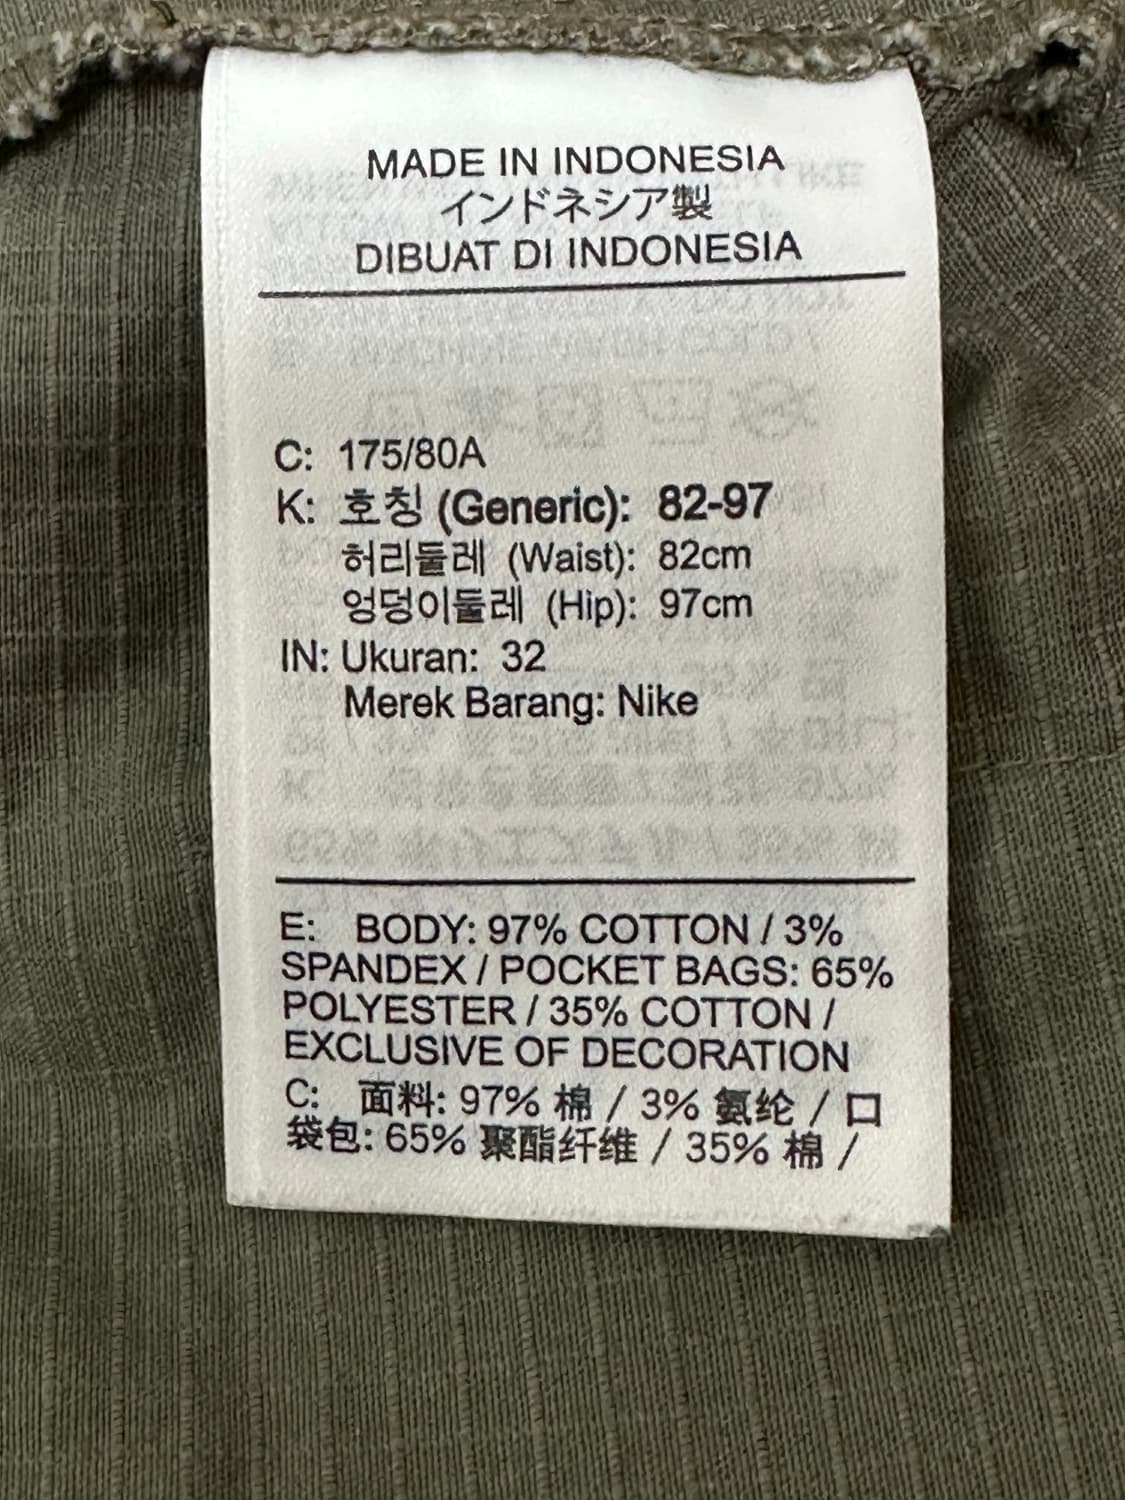 MADE IN INDONESIA
インドネシア製
DIBUAT DI INDONESIA
C: 175/80A
K: 호칭 (Generic): 82-97
허리둘레 (Waist): 82cm
엉덩이둘레 (Hip): 97cm
IN: Ukuran: 32
Merek Barang: Nike
E: BODY: 97% COTTON / 3%
SPANDEX / POCKET BAGS: 65%
POLYESTER / 35% COTTON /
EXCLUSIVE OF DECORATION
C: 面料: 97% 棉 / 3% 氨纶 / 口
袋包: 65% 聚酯纤维 / 35% 棉 /